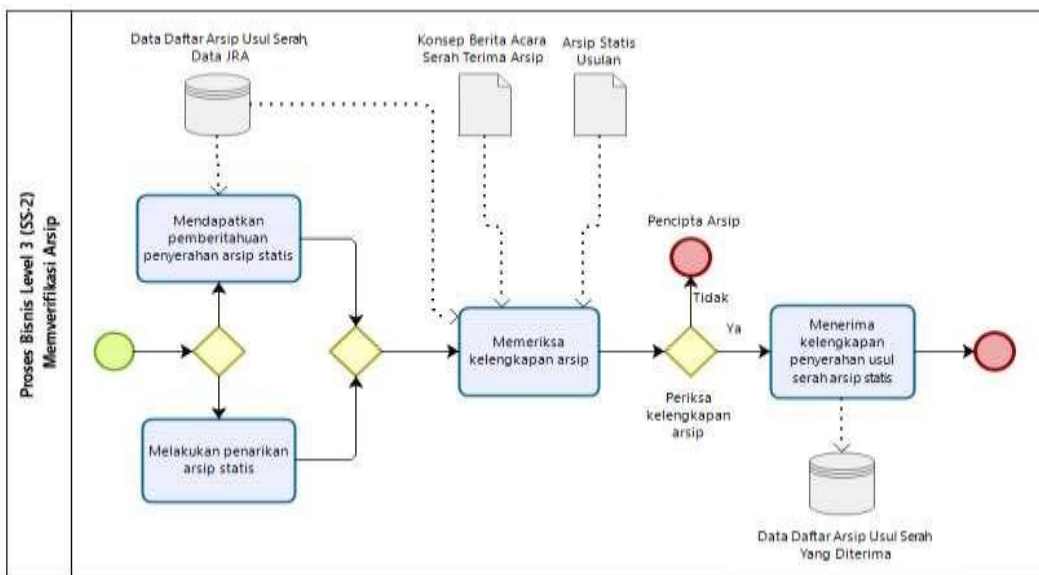 Proses Bisnis Level 3 (SS-2)
Memverifikasi Arsip
Data Daftar Arsip Usul Serah,
Data JRA
Konsep Berita Acara
Serah Terima Arsip
Arsip Statis
Usulan
Mendapatkan
pemberitahuan
penyerahan arsip statis
Melakukan penarikan
arsip statis
Memeriksa
kelengkapan arsip
Pencipta Arsip
Tidak
Ya
Periksa
kelengkapan
arsip
Menerima
kelengkapan
penyerahan usul
serah arsip statis
Data Daftar Arsip Usul Serah
Yang Diterima